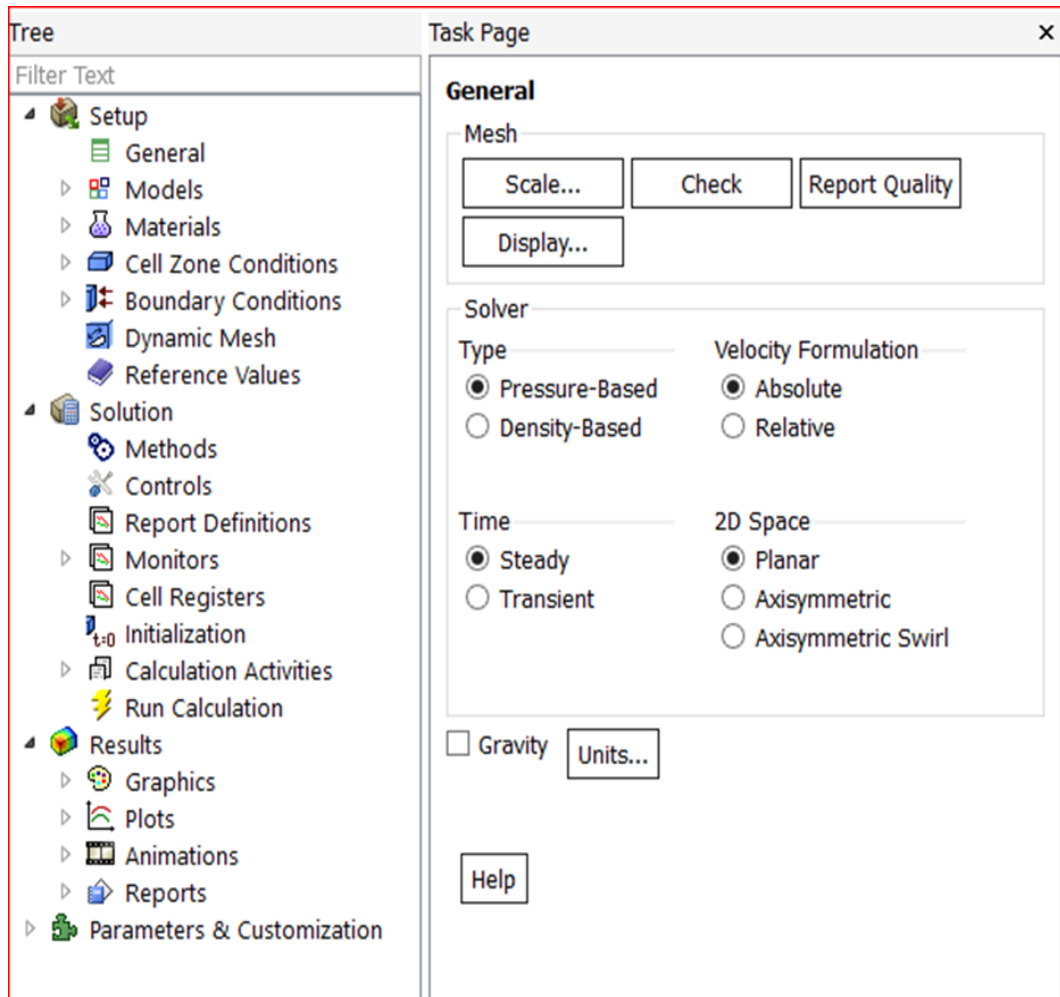 Tree
Filter Text
Setup
General
Models
Materials
Cell Zone Conditions
Boundary Conditions
Dynamic Mesh
Reference Values
Solution
Methods
Controls
Report Definitions
Monitors
Cell Registers
t=0 Initialization
Calculation Activities
Run Calculation
Results
Graphics
Plots
Animations
Reports
Parameters & Customization
Task Page
General
Mesh
Scale... Check Report Quality
Display...
Solver
Type Velocity Formulation
Pressure-Based Absolute
Density-Based Relative
Time 2D Space
Steady Planar
Transient Axisymmetric
Axisymmetric Swirl
Gravity Units...
Help